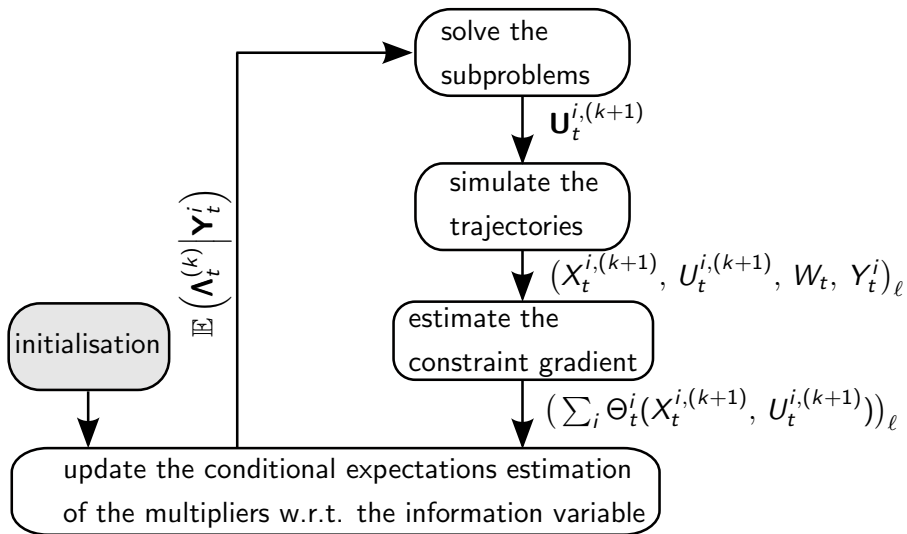 solve the
subproblems
𝐔_t^{i,(k+1)}
simulate the
trajectories
(X_t^{i,(k+1)}, U_t^{i,(k+1)}, W_t, Y_t^i)_ℓ
𝔼 (𝚲_t^{(k)} | 𝐘_t^i)
initialisation
estimate the
constraint gradient
(∑_i Θ_t^i(X_t^{i,(k+1)}, U_t^{i,(k+1)}))_ℓ
update the conditional expectations estimation
of the multipliers w.r.t. the information variable